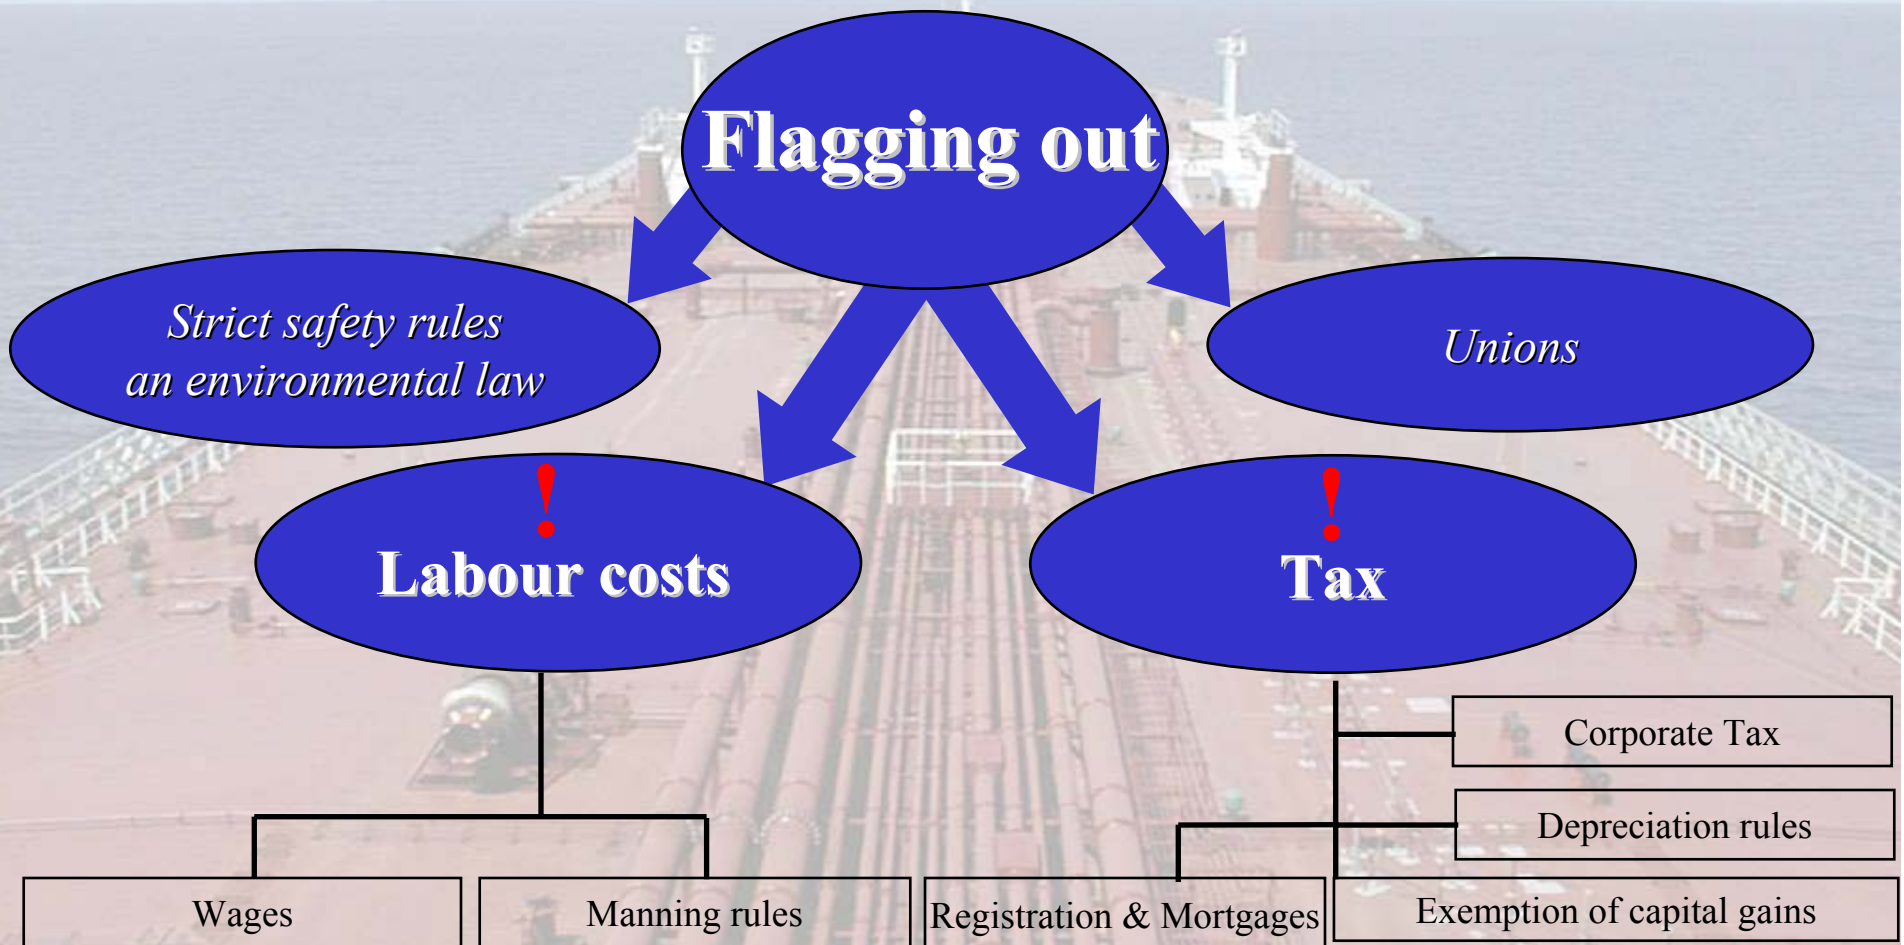 Flagging out
Strict safety rules
an environmental law
Unions
!
Labour costs
!
Tax
Corporate Tax
Depreciation rules
Wages
Manning rules
Registration & Mortgages
Exemption of capital gains